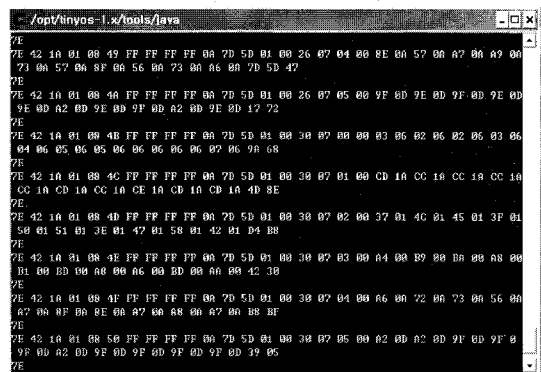 /opt/tinyos-1.x/tools/java
7E
7E 42 1A 01 08 49 FF FF FF FF 0A 7D 5D 01 00 26 07 04 00 8E 0A 57 0A A7 0A A9 0A
73 0A 57 0A 8F 0A 56 0A 73 0A A6 0A 7D 5D 47
7E
7E 42 1A 01 08 4A FF FF FF FF 0A 7D 5D 01 00 26 07 05 00 9F 0D 9E 0D 9F 0D 9E 0D
9E 0D A2 0D 9E 0D 9F 0D A2 0D 9E 0D 17 72
7E
7E 42 1A 01 08 4B FF FF FF FF 0A 7D 5D 01 00 30 07 00 00 03 06 02 06 02 06 03 06
04 06 05 06 05 06 06 06 06 06 07 06 9A 68
7E
7E 42 1A 01 08 4C FF FF FF FF 0A 7D 5D 01 00 30 07 01 00 CD 1A CC 1A CC 1A CC 1A
CC 1A CD 1A CC 1A CE 1A CD 1A CD 1A 4D 8E
7E
7E 42 1A 01 08 4D FF FF FF FF 0A 7D 5D 01 00 30 07 02 00 37 01 4C 01 45 01 3F 01
50 01 51 01 3E 01 47 01 58 01 42 01 D4 B8
7E
7E 42 1A 01 08 4E FF FF FF FF 0A 7D 5D 01 00 30 07 03 00 A4 00 B9 00 BA 00 A8 00
B1 00 BD 00 A8 00 A6 00 BD 00 AA 00 42 30
7E
7E 42 1A 01 08 4F FF FF FF FF 0A 7D 5D 01 00 30 07 04 00 A6 0A 72 0A 73 0A 56 0A
A7 0A 8F 0A 8E 0A A7 0A A8 0A A7 0A B8 BF
7E
7E 42 1A 01 08 50 FF FF FF FF 0A 7D 5D 01 00 30 07 05 00 A2 0D A2 0D 9F 0D 9F 0
9F 0D A2 0D 9F 0D 9F 0D 9F 0D 9F 0D 39 05
7E